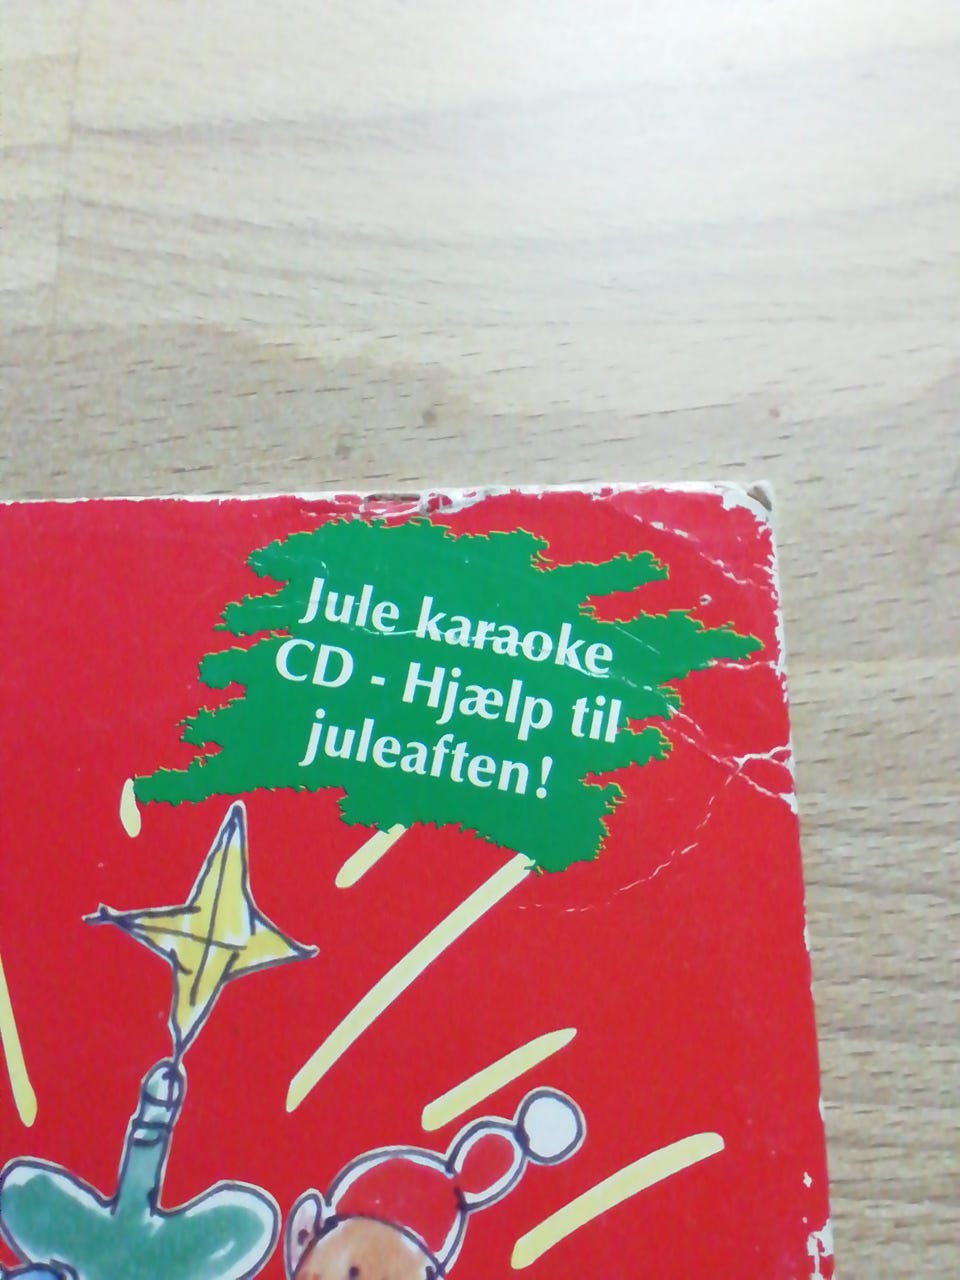 Jule karaoke
CD - Hjælp til
juleaften!